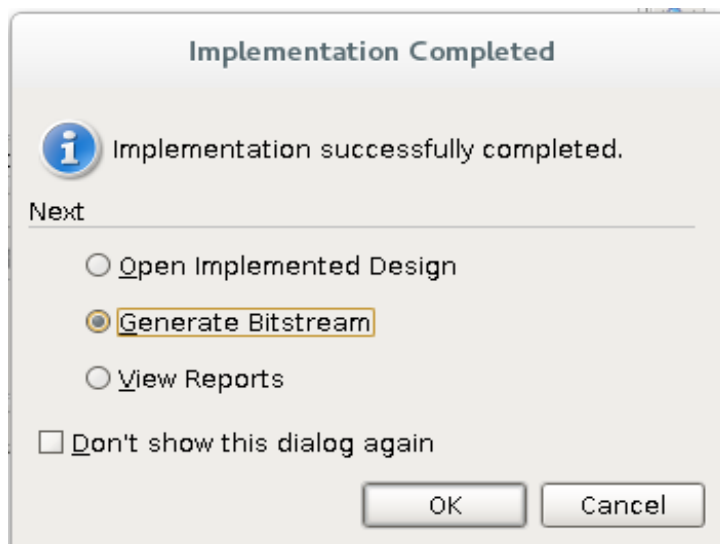 Implementation Completed
Implementation successfully completed.
Next
Open Implemented Design
Generate Bitstream
View Reports
Don't show this dialog again
OK
Cancel